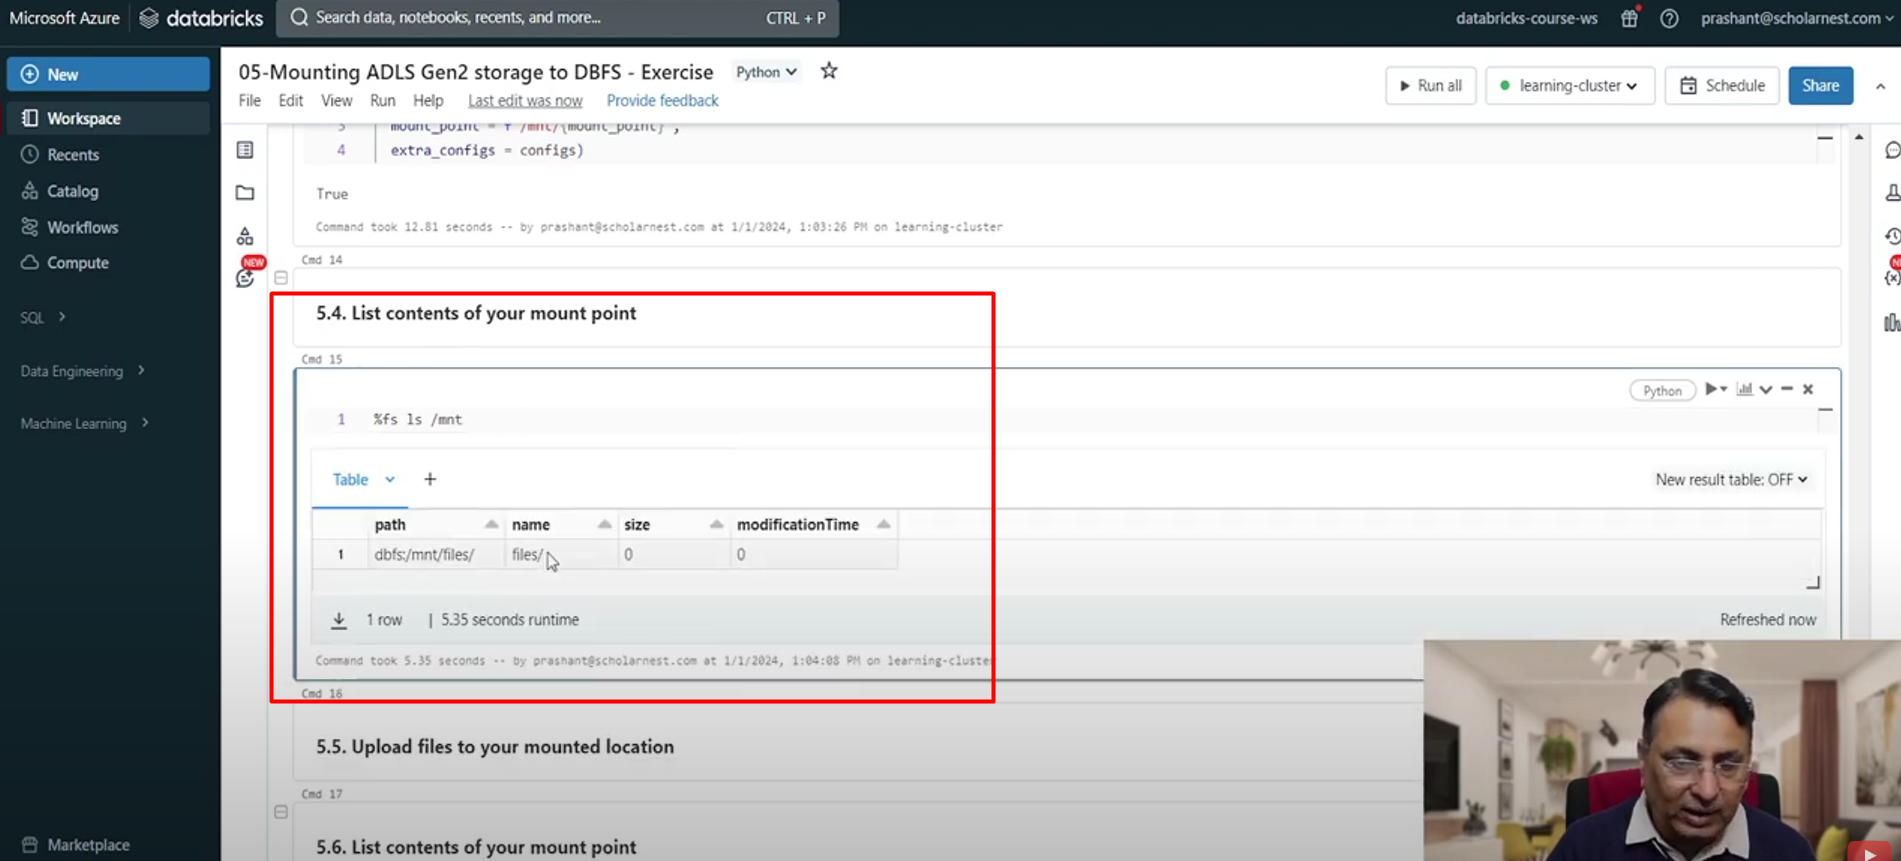 Microsoft Azure databricks Search data, notebooks, recents, and more... CTRL + P databricks-course-ws prashant@scholarnest.com
New
05-Mounting ADLS Gen2 storage to DBFS - Exercise Python
File Edit View Run Help Last edit was now Provide feedback
Run all learning-cluster Schedule Share
Workspace
Recents
Catalog
Workflows
Compute
SQL
Data Engineering
Machine Learning
Marketplace
NEW
3 mount_point = f"/mnt/{mount_point}",
4 extra_configs = configs)
True
Command took 12.81 seconds -- by prashant@scholarnest.com at 1/1/2024, 1:03:26 PM on learning-cluster
Cmd 14
5.4. List contents of your mount point
Cmd 15
Python
1 %fs ls /mnt
Table + New result table: OFF
path name size modificationTime
1 dbfs:/mnt/files/ files/ 0 0
1 row | 5.35 seconds runtime Refreshed now
Command took 5.35 seconds -- by prashant@scholarnest.com at 1/1/2024, 1:04:08 PM on learning-cluster
Cmd 16
5.5. Upload files to your mounted location
Cmd 17
5.6. List contents of your mount point